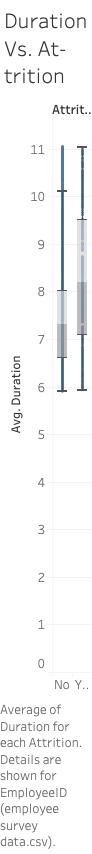 Duration
Vs. At-
trition
Attrit..
11
10
9
8
7
6
5
4
3
2
1
0
Avg. Duration
No Y..
Average of
Duration for
each Attrition.
Details are
shown for
EmployeeID
(employee
survey
data.csv).